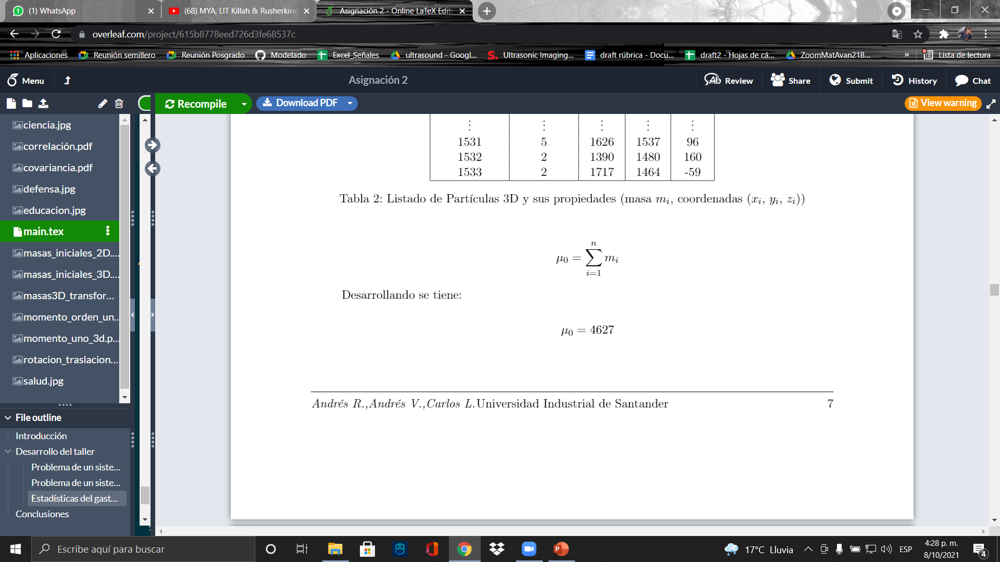 (1) WhatsApp
(68) MYA, LIT Killah & Rusherking
Asignación 2 - Online LaTeX Edit
overleaf.com/project/615b8778eed726d3fe68537c
Aplicaciones
Reunión semillero
Reunión Posgrado
Modelado
Excel_Señales
ultrasound - Googl...
Ultrasonic Imaging...
draft rúbrica - Docu...
draft2 - Hojas de cá...
ZoomMatAvan21B...
»
Lista de lectura
Menu
Asignación 2
Review
Share
Submit
History
Chat
Recompile
Download PDF
View warning
ciencia.jpg
correlación.pdf
covariancia.pdf
defensa.jpg
educacion.jpg
main.tex
masas_iniciales_2D....
masas_iniciales_3D....
masas3D_transfor...
momento_orden_un...
momento_uno_3d.p...
rotacion_traslacion...
salud.jpg
File outline
Introducción
Desarrollo del taller
Problema de un siste...
Problema de un siste...
Estadísticas del gast...
Conclusiones
⋮ ⋮ ⋮ ⋮ ⋮
1531 5 1626 1537 96
1532 2 1390 1480 160
1533 2 1717 1464 -59
Tabla 2: Listado de Partículas 3D y sus propiedades (masa m_i, coordenadas (x_i, y_i, z_i))
μ_0 = ∑_{i=1}^{n} m_i
Desarrollando se tiene:
μ_0 = 4627
Andrés R.,Andrés V.,Carlos L.Universidad Industrial de Santander 7
Escribe aquí para buscar
17°C Lluvia
ESP
4:28 p. m.
8/10/2021
4